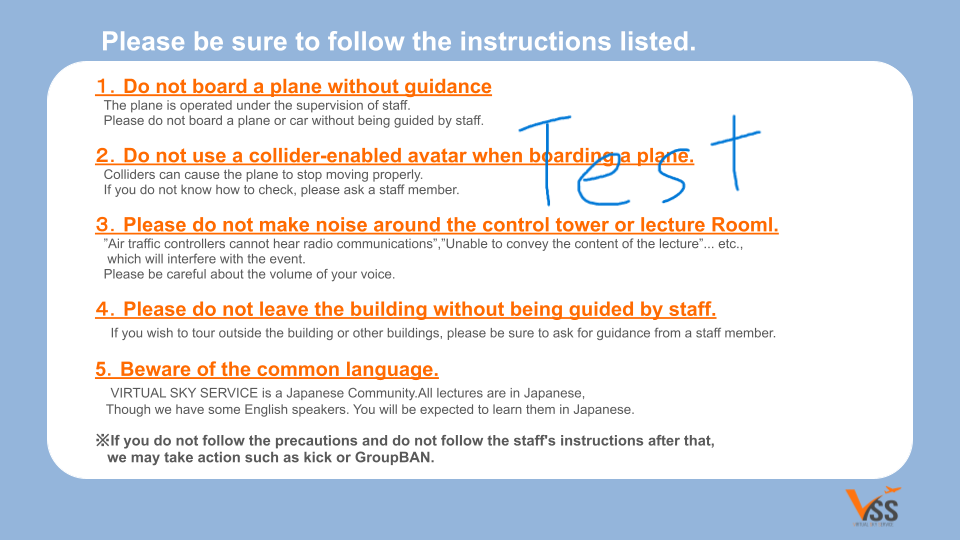 Please be sure to follow the instructions listed.
１．Do not board a plane without guidance
The plane is operated under the supervision of staff.
Please do not board a plane or car without being guided by staff.
Test
２．Do not use a collider-enabled avatar when boarding a plane.
Colliders can cause the plane to stop moving properly.
If you do not know how to check, please ask a staff member.
３．Please do not make noise around the control tower or lecture Rooml.
”Air traffic controllers cannot hear radio communications”,”Unable to convey the content of the lecture”... etc.,
which will interfere with the event.
Please be careful about the volume of your voice.
４．Please do not leave the building without being guided by staff.
If you wish to tour outside the building or other buildings, please be sure to ask for guidance from a staff member.
５．Beware of the common language.
VIRTUAL SKY SERVICE is a Japanese Community.All lectures are in Japanese,
Though we have some English speakers. You will be expected to learn them in Japanese.
※If you do not follow the precautions and do not follow the staff's instructions after that,
we may take action such as kick or GroupBAN.
VSS